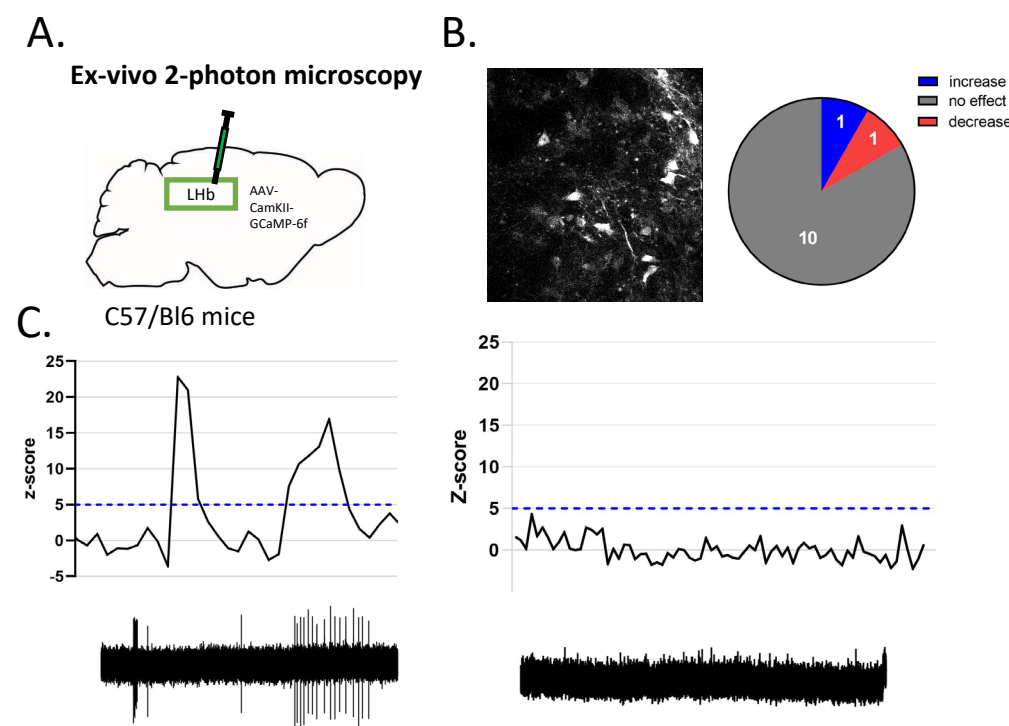 A.
Ex-vivo 2-photon microscopy
LHb
AAV-
CamKII-
GCaMP-6f
C57/Bl6 mice
B.
increase
no effect
decrease
1
1
10
C.
z-score
25
20
15
10
5
0
-5
Z-score
25
20
15
10
5
0